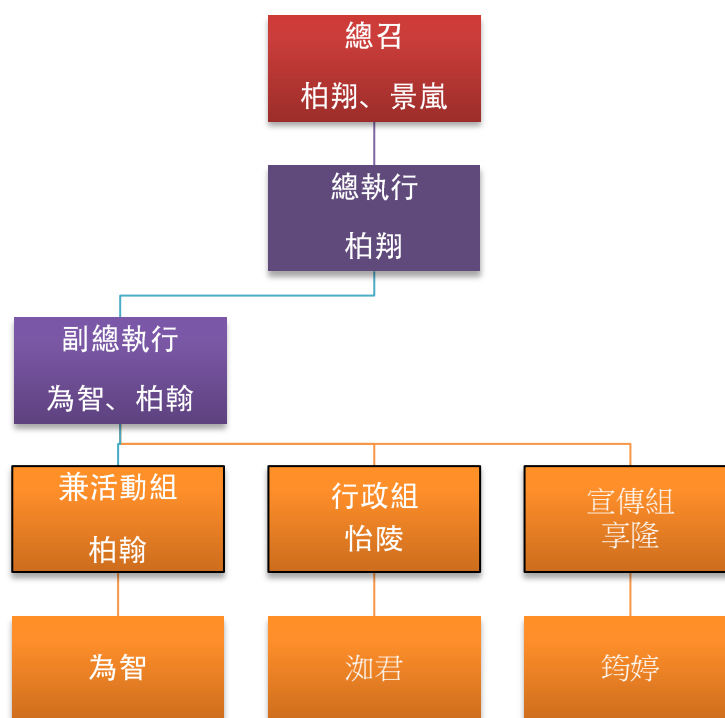 總召
柏翔、景嵐
總執行
柏翔
副總執行
為智、柏翰
兼活動組
柏翰
行政組
怡陵
宣傳組
享隆
為智
洳君
筠婷